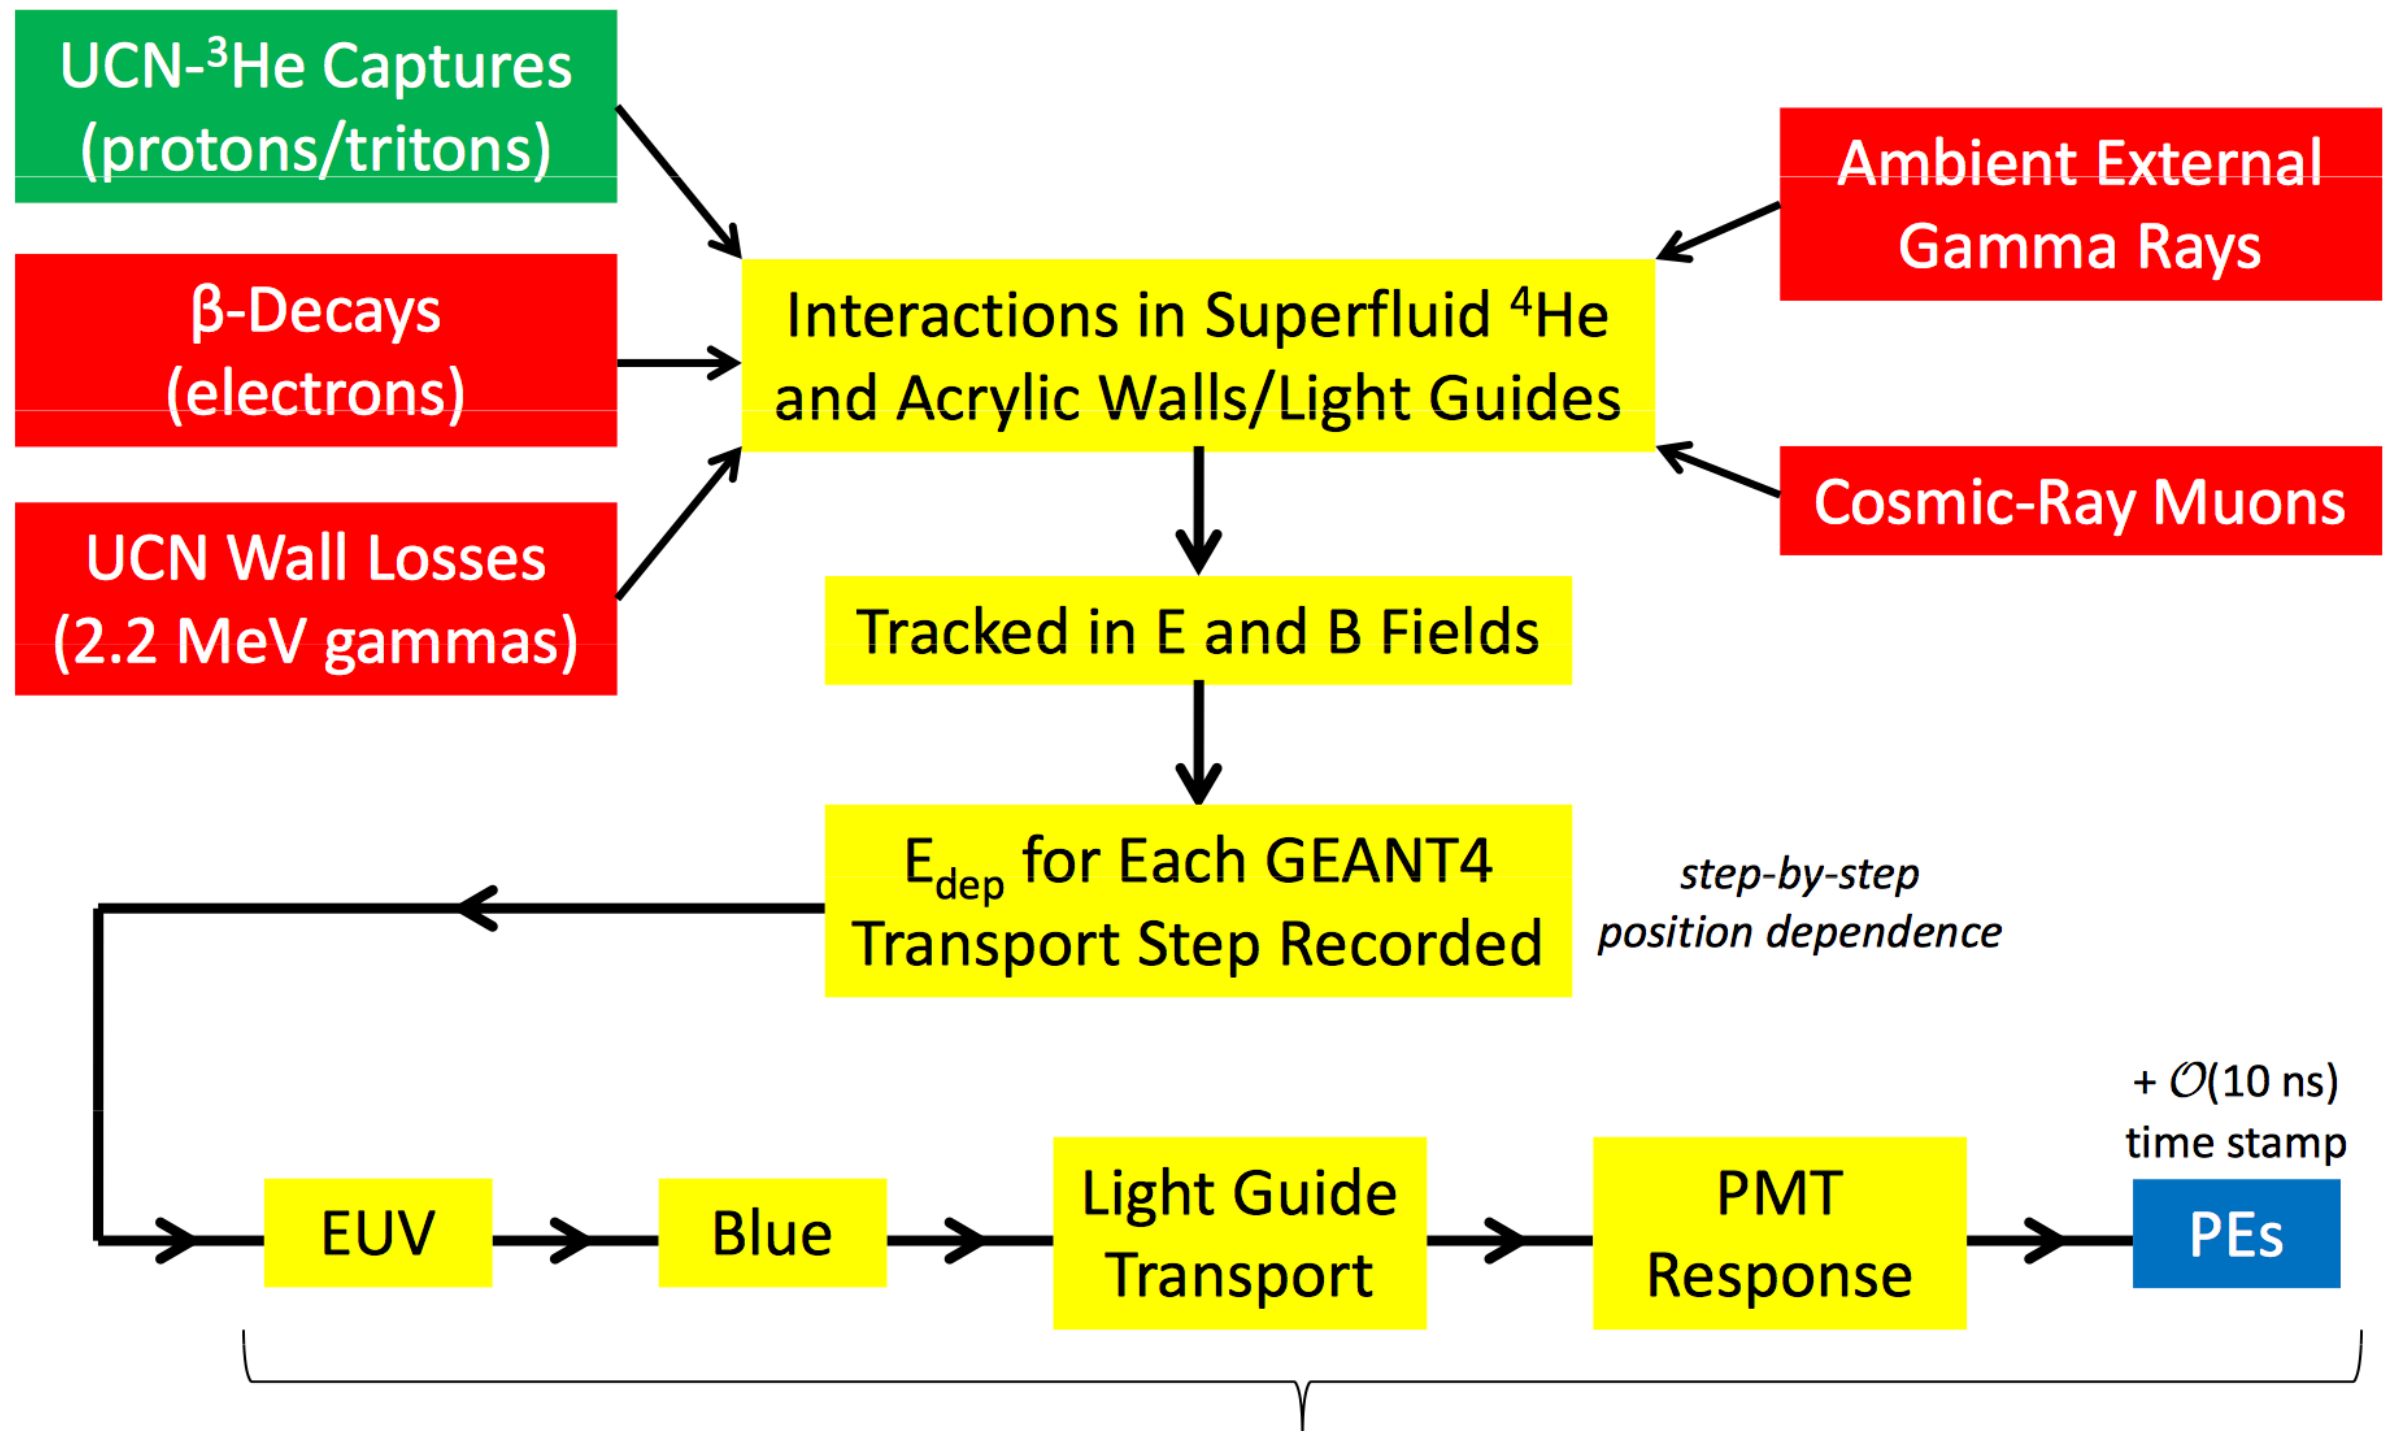 UCN-³He Captures
(protons/tritons)
β-Decays
(electrons)
UCN Wall Losses
(2.2 MeV gammas)
Ambient External
Gamma Rays
Cosmic-Ray Muons
Interactions in Superfluid ⁴He
and Acrylic Walls/Light Guides
Tracked in E and B Fields
E_dep for Each GEANT4
Transport Step Recorded
step-by-step
position dependence
EUV
Blue
Light Guide
Transport
PMT
Response
+ 𝒪(10 ns)
time stamp
PEs